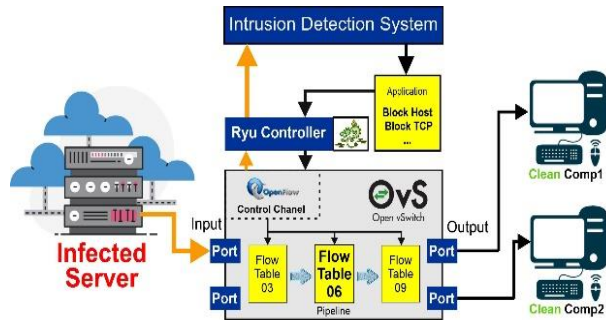 Intrusion Detection System
Application
Block Host
Block TCP
...
Ryu Controller
OpenFlow
Control Chanel
OvS
Open vSwitch
Infected
Server
Input
Output
Port
Port
Port
Port
Flow
Table
03
Flow
Table
06
Flow
Table
09
Pipeline
Clean Comp1
Clean Comp2